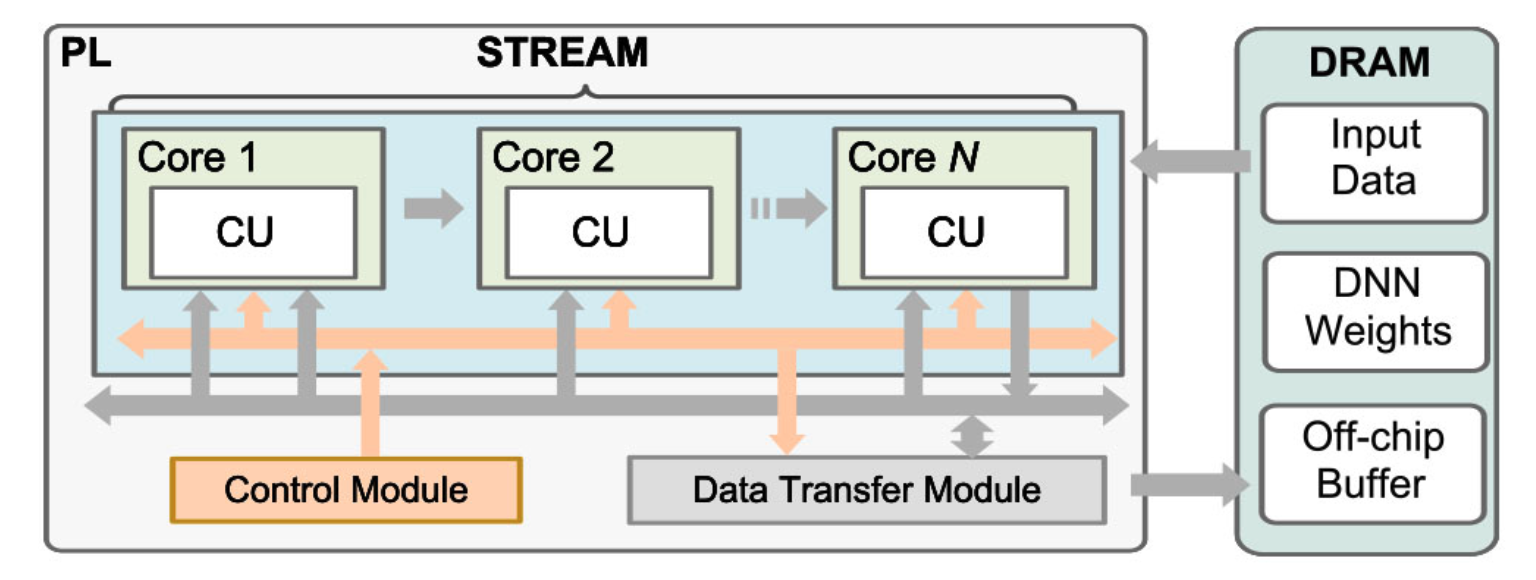 PL
STREAM
Core 1
CU
Core 2
CU
Core N
CU
Control Module
Data Transfer Module
DRAM
Input
Data
DNN
Weights
Off-chip
Buffer